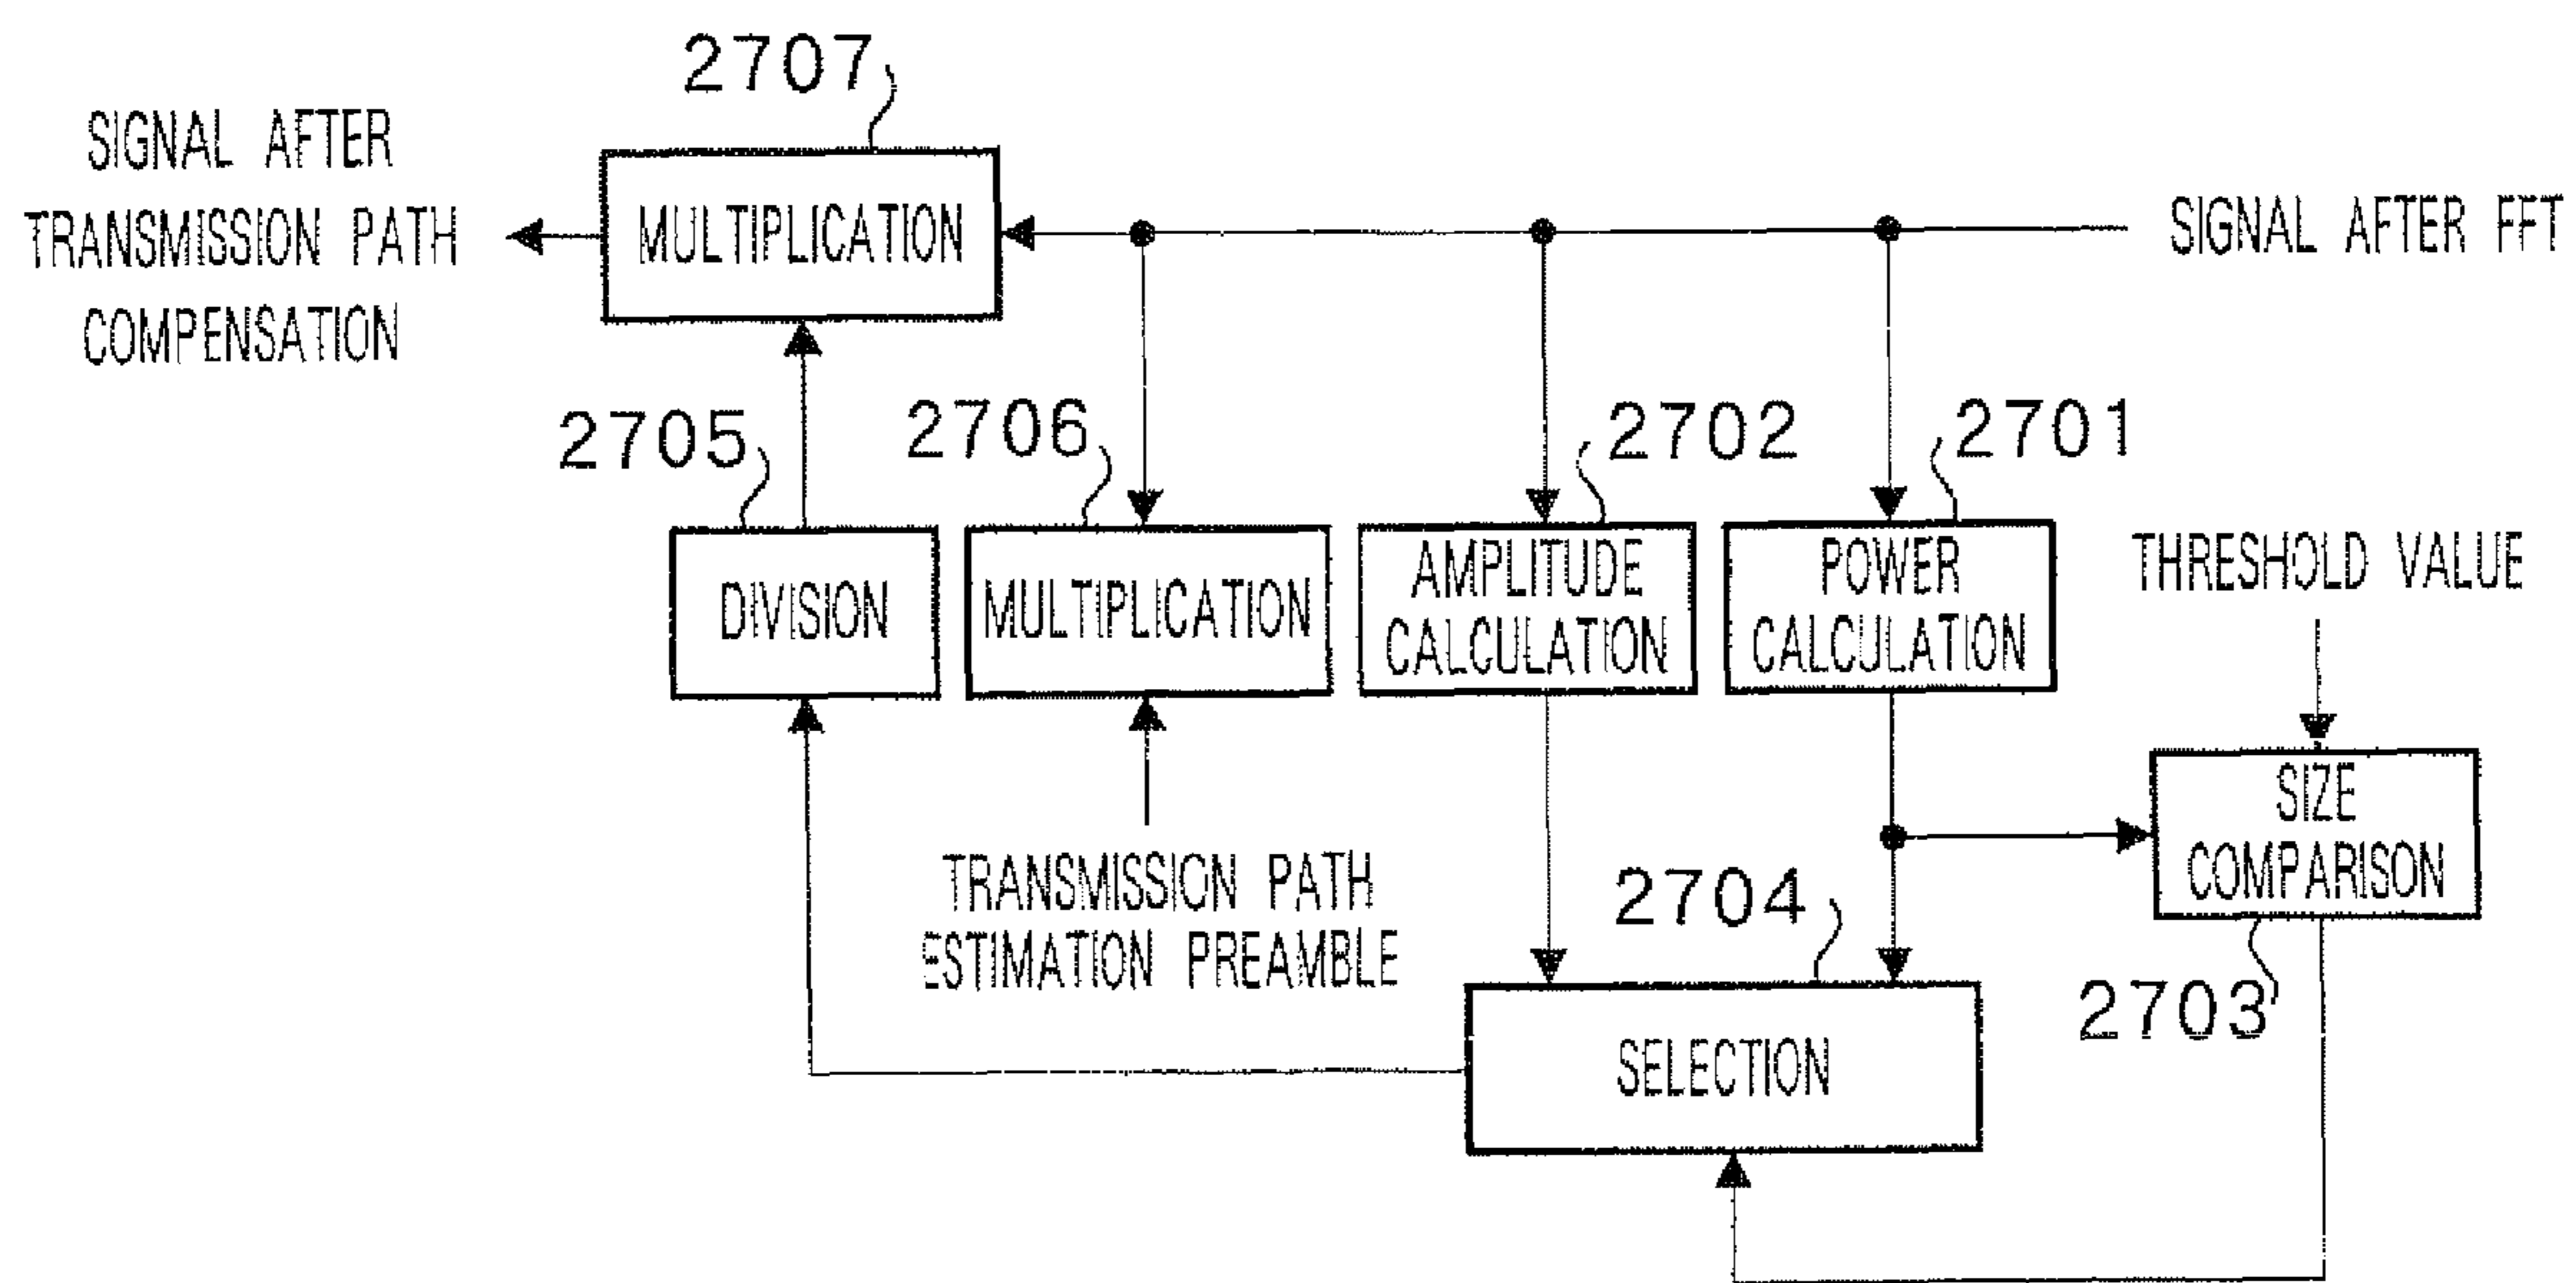 2707
SIGNAL AFTER
TRANSMISSION PATH
COMPENSATION
MULTIPLICATION
SIGNAL AFTER FFT
2705
2706
2702
2701
DIVISION
MULTIPLICATION
AMPLITUDE
CALCULATION
POWER
CALCULATION
THRESHOLD VALUE
SIZE
COMPARISON
TRANSMISSION PATH
ESTIMATION PREAMBLE
2704
2703
SELECTION